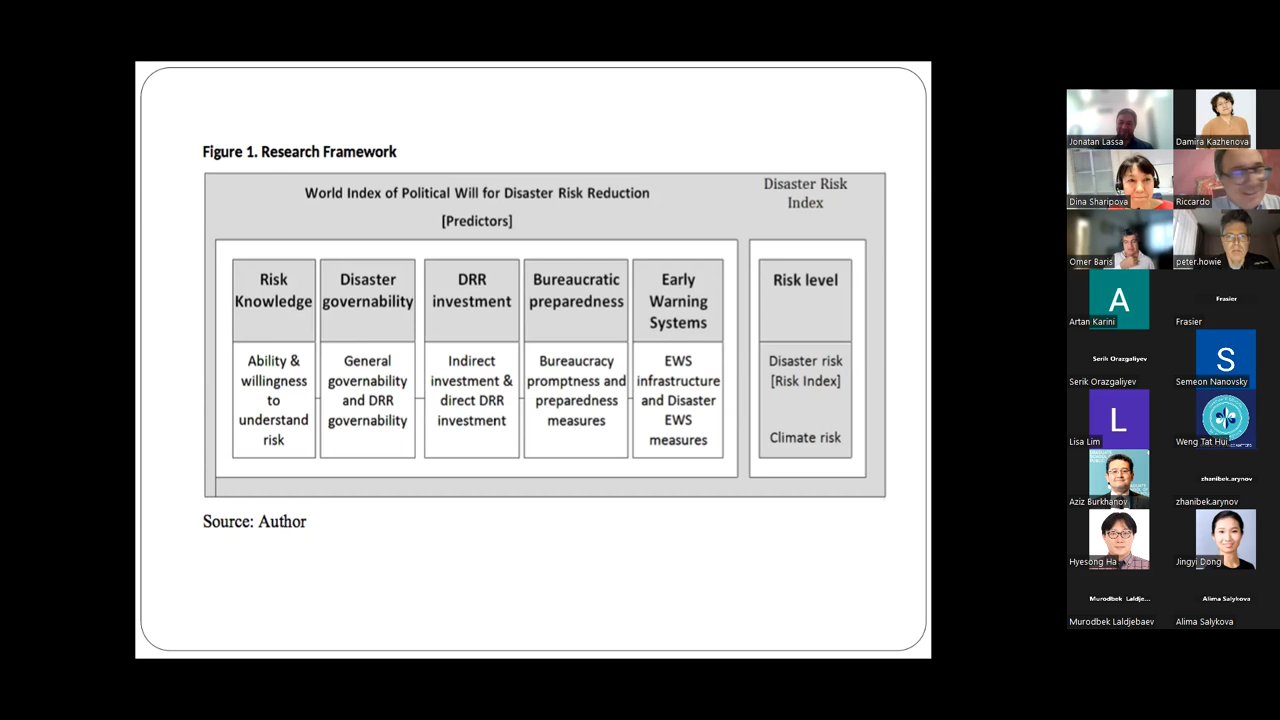 Figure 1. Research Framework
World Index of Political Will for Disaster Risk Reduction
[Predictors]
Disaster Risk
Index
Risk
Knowledge
Disaster
governability
DRR
investment
Bureaucratic
preparedness
Early
Warning
Systems
Risk level
Ability &
willingness
to
understand
risk
General
governability
and DRR
governability
Indirect
investment &
direct DRR
investment
Bureaucracy
promptness and
preparedness
measures
EWS
infrastructure
and Disaster
EWS
measures
Disaster risk
[Risk Index]
Climate risk
Source: Author
Jonatan Lassa
Damira Kazhenova
Dina Sharipova
Riccardo
Omer Baris
peter.howie
A
Artan Karini
Frasier
Frasier
Serik Orazgaliyev
Serik Orazgaliyev
S
Semeon Nanovsky
L
Lisa Lim
Weng Tat Hui
Aziz Burkhanov
zhanibek.arynov
zhanibek.arynov
Hyesong Ha
Jingyi Dong
Murodbek Laldje...
Murodbek Laldjebaev
Alima Salykova
Alima Salykova